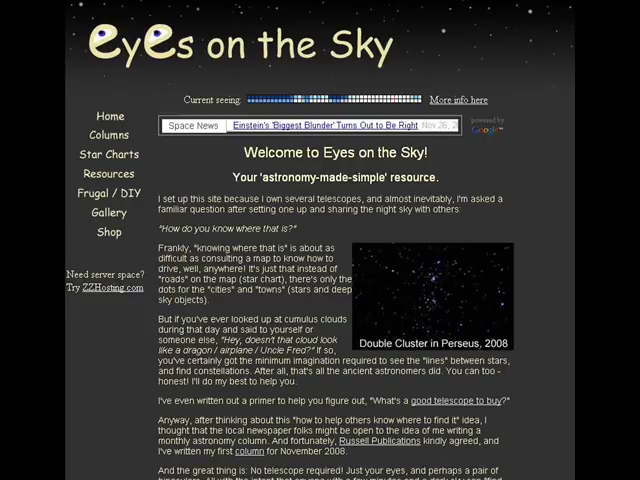 eyes on the Sky
Current seeing: More info here
Home
Columns
Star Charts
Resources
Frugal / DIY
Gallery
Shop
Need server space?
Try ZZHosting.com
Space News Einstein's 'Biggest Blunder' Turns Out to Be Right Nov 26, 2
powered by
Google™
Welcome to Eyes on the Sky!
Your 'astronomy-made-simple' resource.
I set up this site because I own several telescopes, and almost inevitably, I'm asked a
familiar question after setting one up and sharing the night sky with others:
"How do you know where that is?"
Frankly, "knowing where that is" is about as
difficult as consulting a map to know how to
drive, well, anywhere! It's just that instead of
"roads" on the map (star chart), there's only the
dots for the "cities" and "towns" (stars and deep
sky objects).
Double Cluster in Perseus, 2008
But if you've ever looked up at cumulus clouds
during that day and said to yourself or
someone else, "Hey, doesn't that cloud look
like a dragon / airplane / Uncle Fred?" If so,
you've certainly got the minimum imagination required to see the "lines" between stars,
and find constellations. After all, that's all the ancient astronomers did. You can too -
honest! I'll do my best to help you.
I've even written out a primer to help you figure out, "What's a good telescope to buy?"
Anyway, after thinking about this "how to help others know where to find it" idea, I
thought that the local newspaper folks might be open to the idea of me writing a
monthly astronomy column. And fortunately, Russell Publications kindly agreed, and
I've written my first column for November 2008.
And the great thing is: No telescope required! Just your eyes, and perhaps a pair of